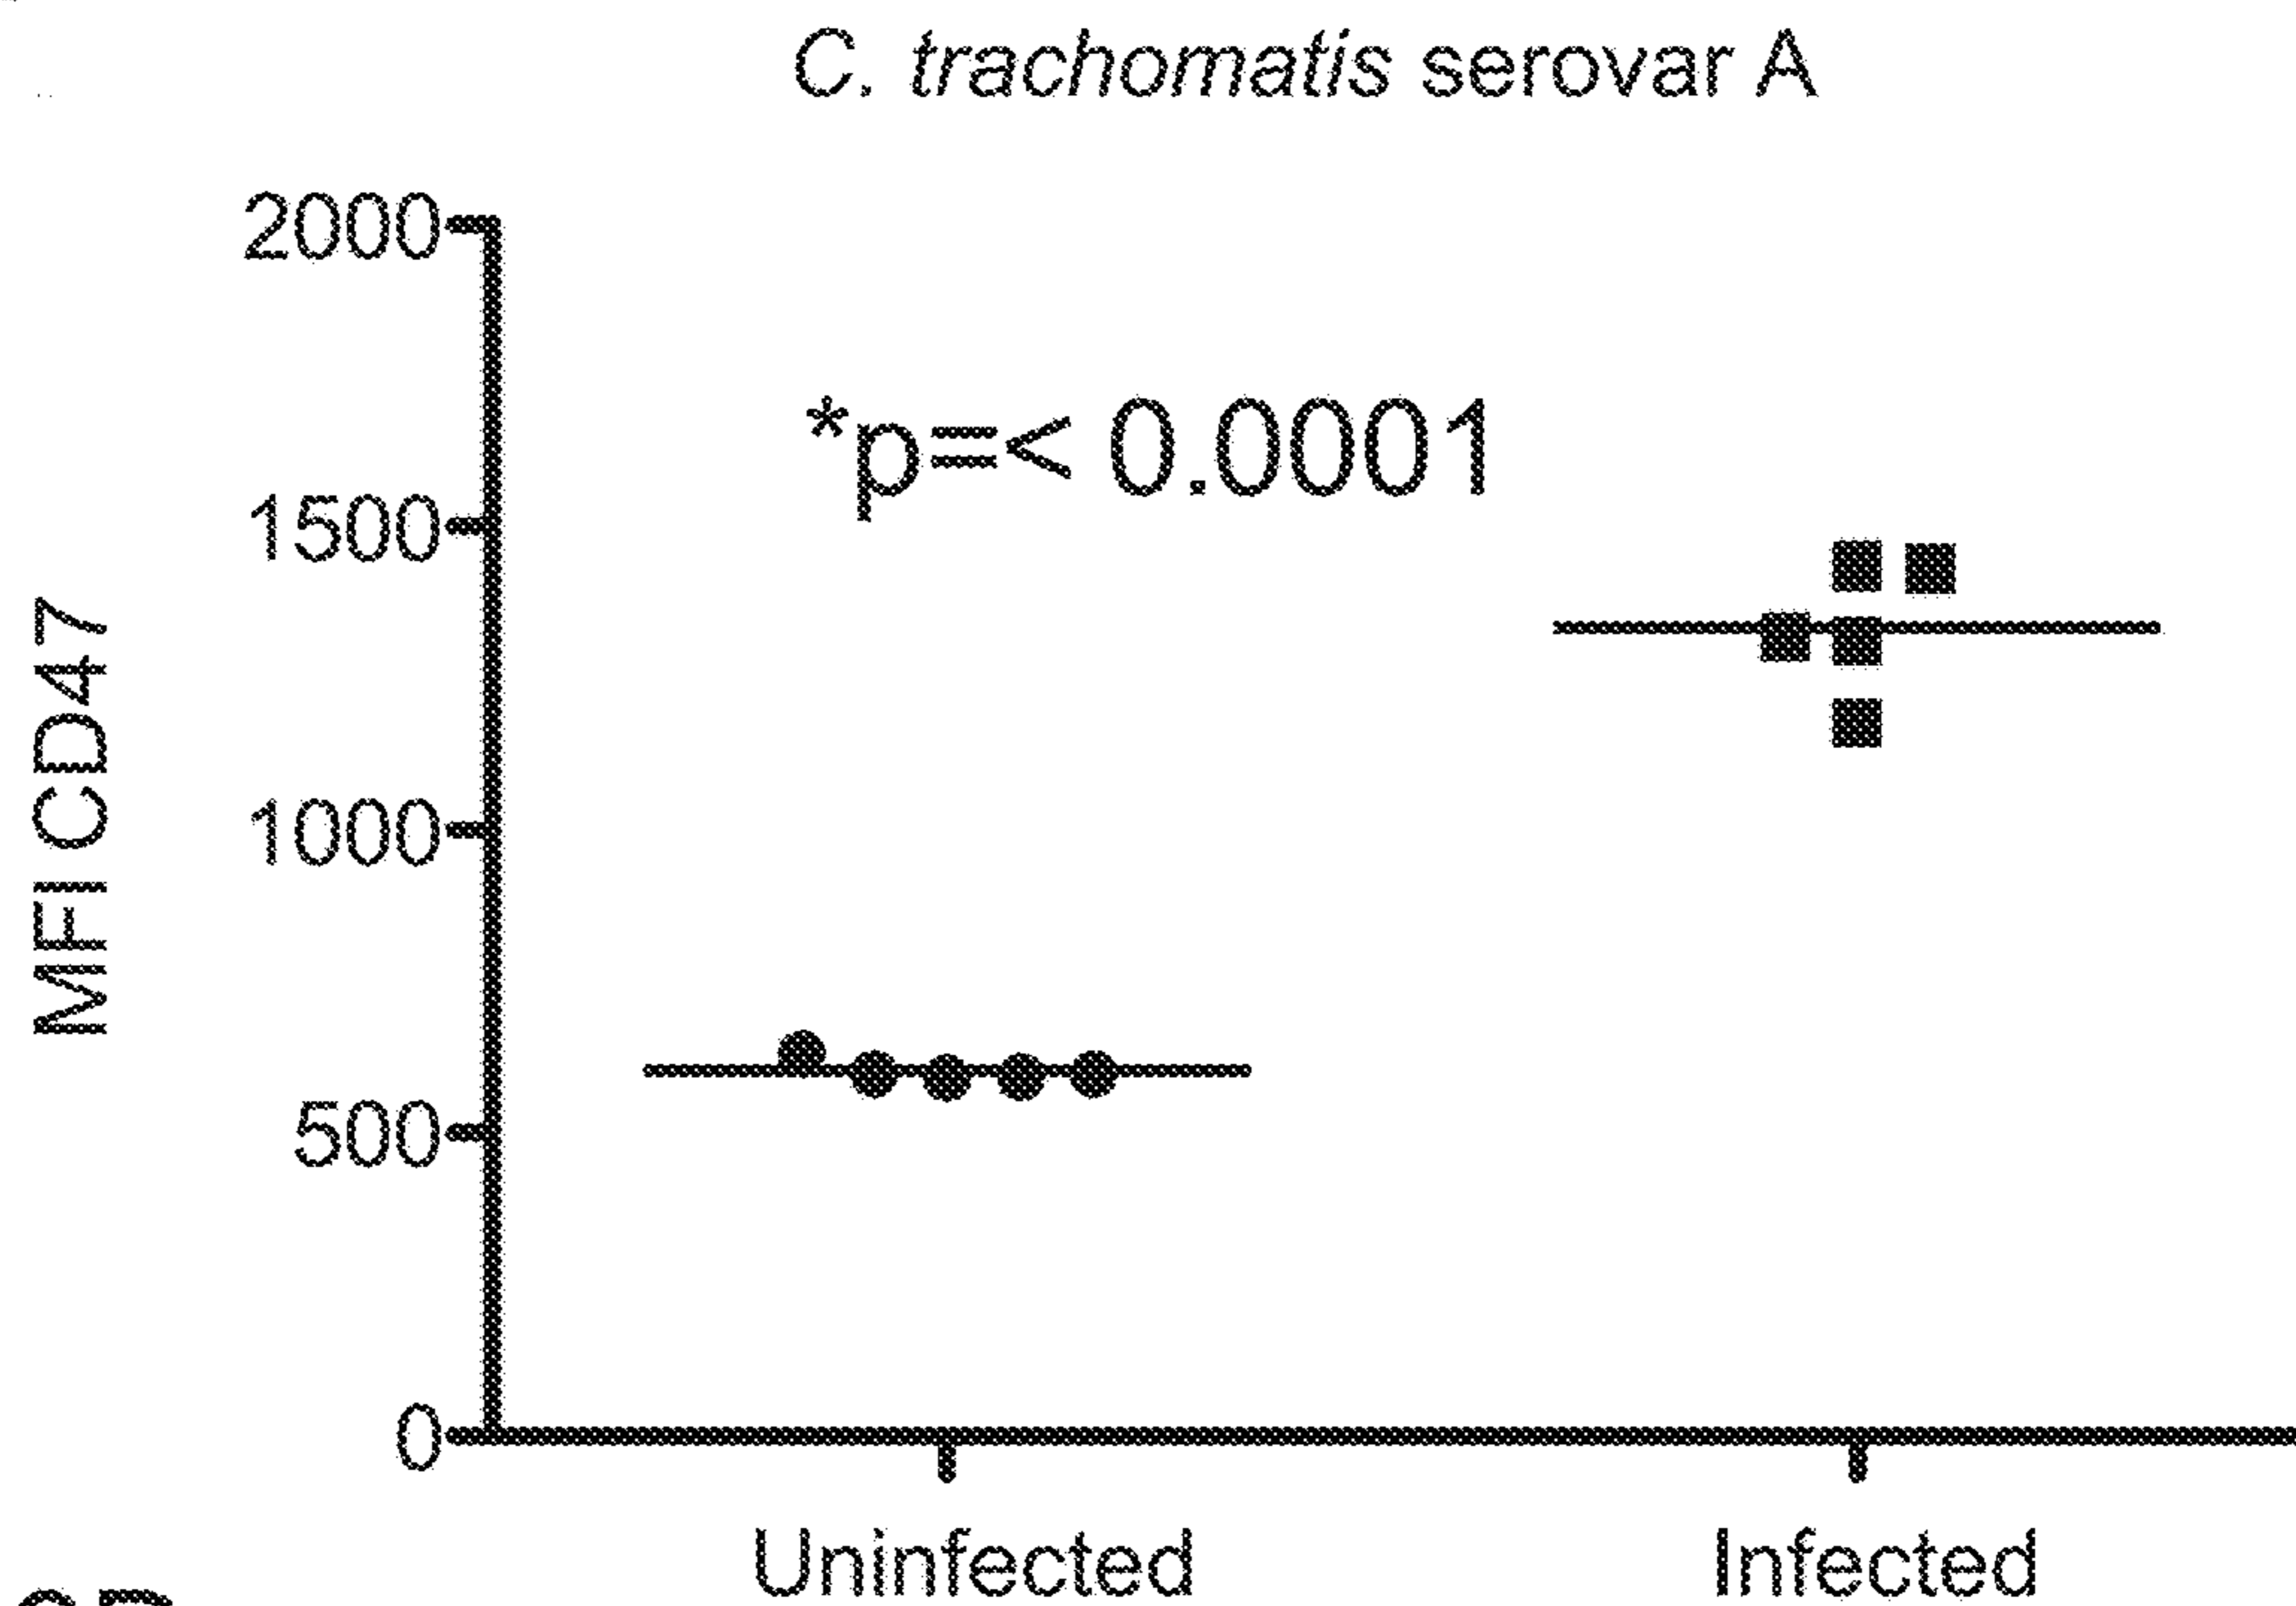 C. trachomatis serovar A
2000
*p=< 0.0001
1500
MFI CD47
1000
500
0
Uninfected Infected